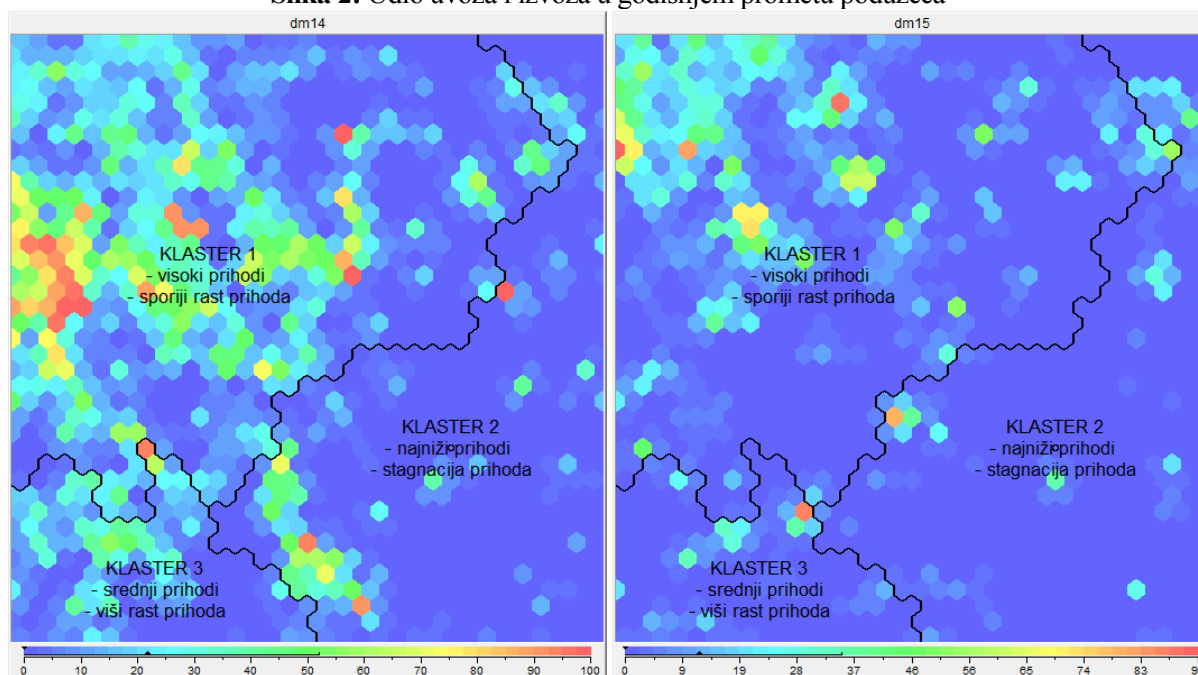 Slika 2. Udio uvoza i izvoza u godišnjem prometu poduzeća
dm14
KLASTER 1
- visoki prihodi
- sporiji rast prihoda
KLASTER 2
- najniži prihodi
- stagnacija prihoda
KLASTER 3
- srednji prihodi
- viši rast prihoda
0 10 20 30 40 50 60 70 80 90 100
dm15
KLASTER 1
- visoki prihodi
- sporiji rast prihoda
KLASTER 2
- najniži prihodi
- stagnacija prihoda
KLASTER 3
- srednji prihodi
- viši rast prihoda
0 9 19 28 37 46 56 65 74 83